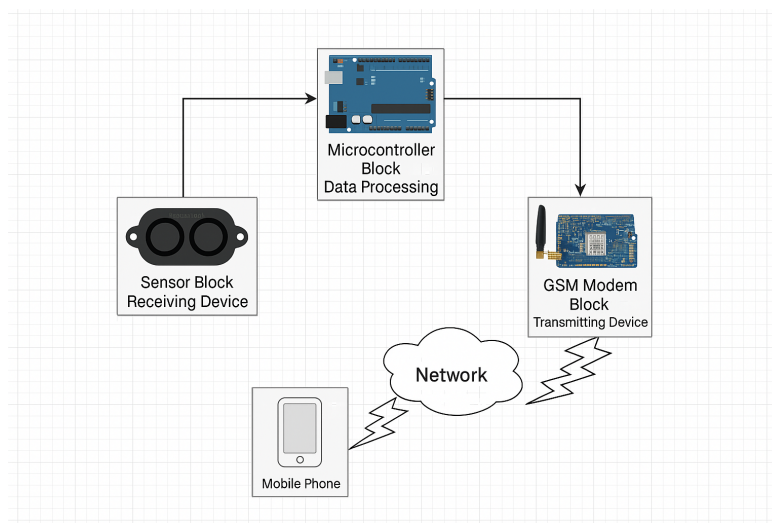 Microcontroller
Block
Data Processing
Sensor Block
Receiving Device
GSM Modem
Block
Transmitting Device
Network
Mobile Phone